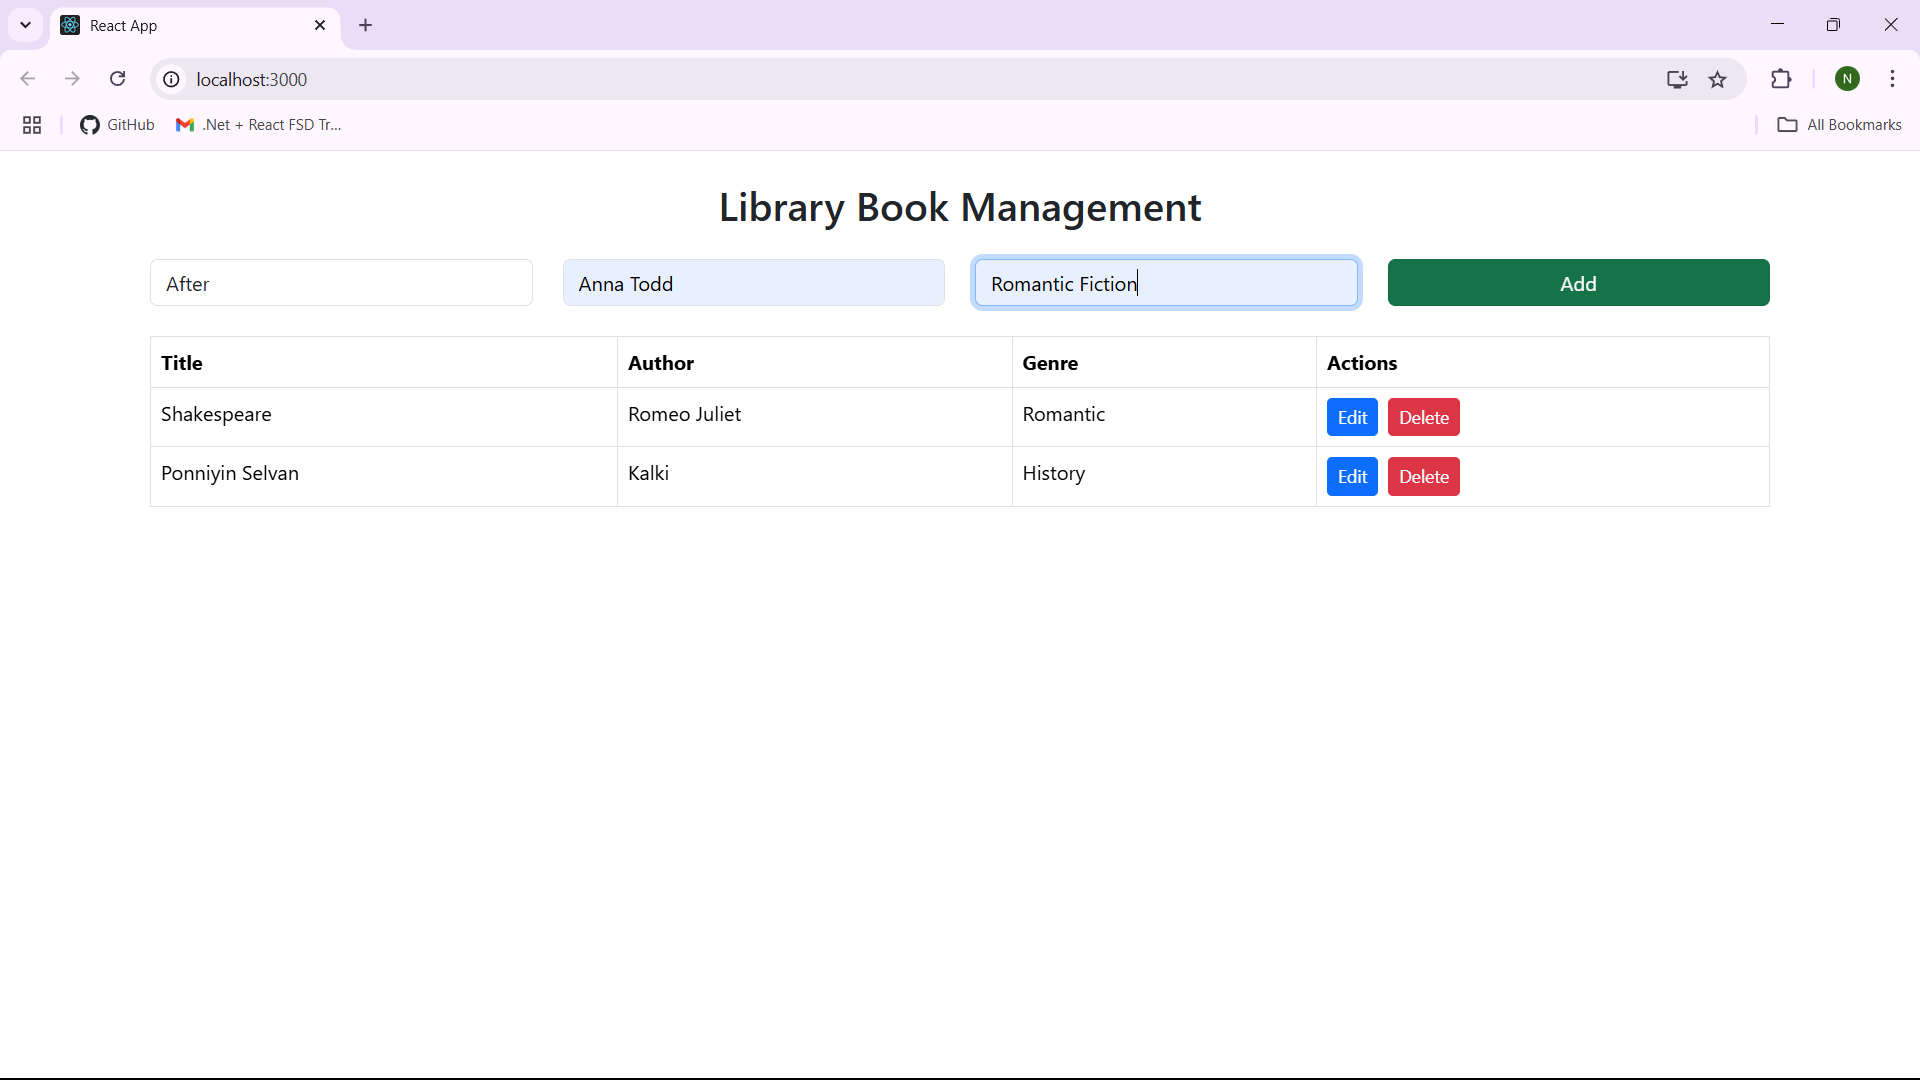 React App
localhost:3000
N
GitHub
.Net + React FSD Tr...
All Bookmarks
Library Book Management
After
Anna Todd
Romantic Fiction
Add
Title Author Genre Actions
Shakespeare Romeo Juliet Romantic Edit Delete
Ponniyin Selvan Kalki History Edit Delete